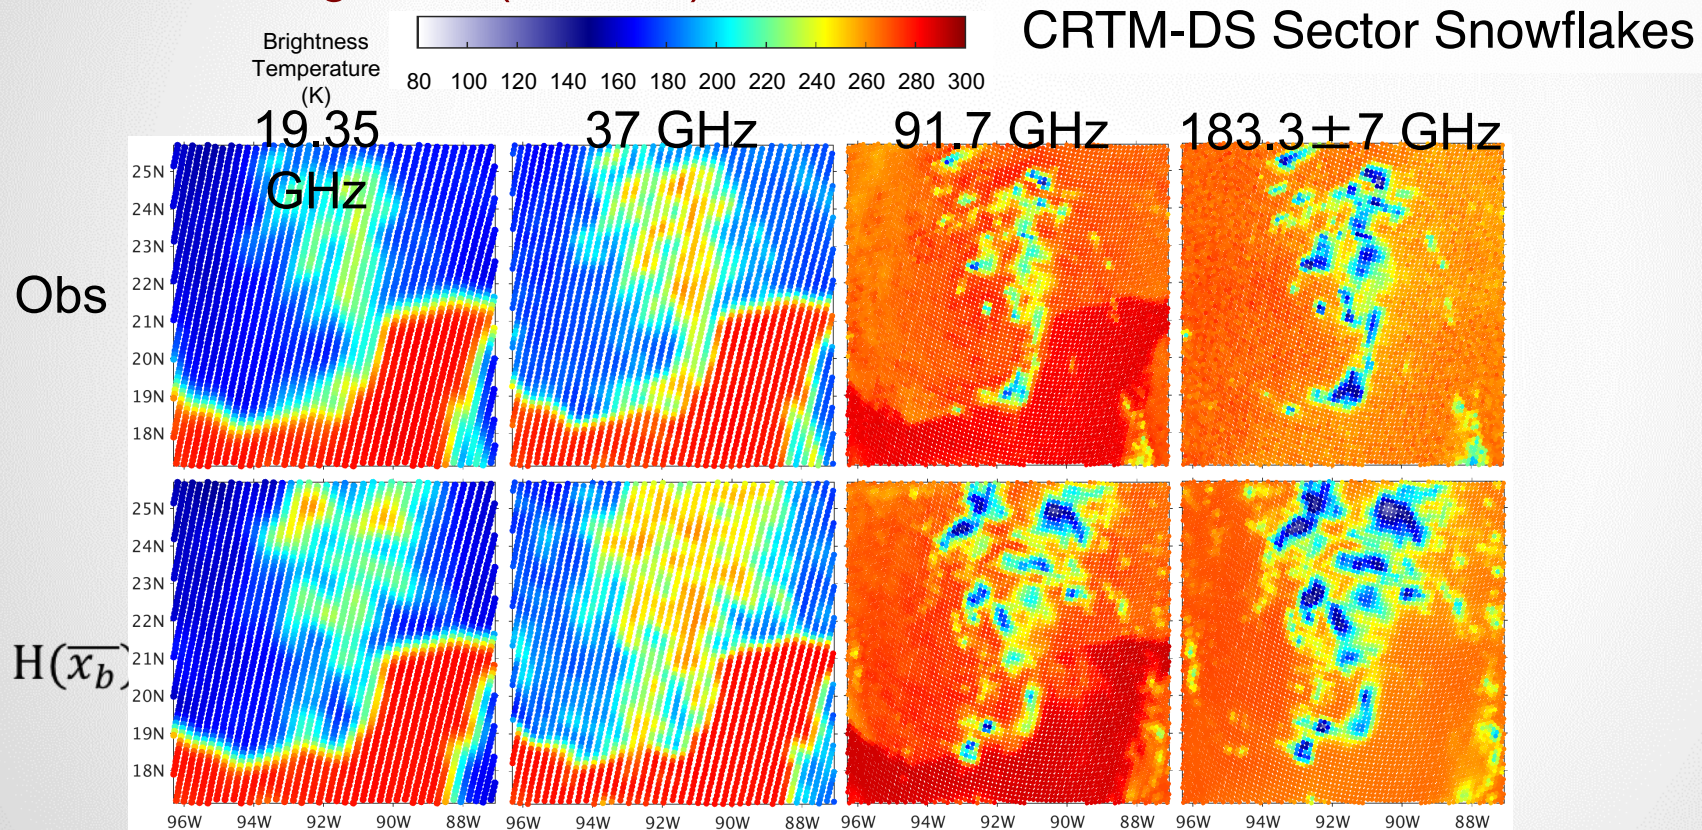 CRTM-DS Sector Snowflakes
Brightness
Temperature
(K)
80 100 120 140 160 180 200 220 240 260 280 300
19.35
GHz
37 GHz
91.7 GHz
183.3±7 GHz
Obs
25N
24N
23N
22N
21N
20N
19N
18N
H(x̅_b̅)
25N
24N
23N
22N
21N
20N
19N
18N
96W 94W 92W 90W 88W
96W 94W 92W 90W 88W
96W 94W 92W 90W 88W
96W 94W 92W 90W 88W